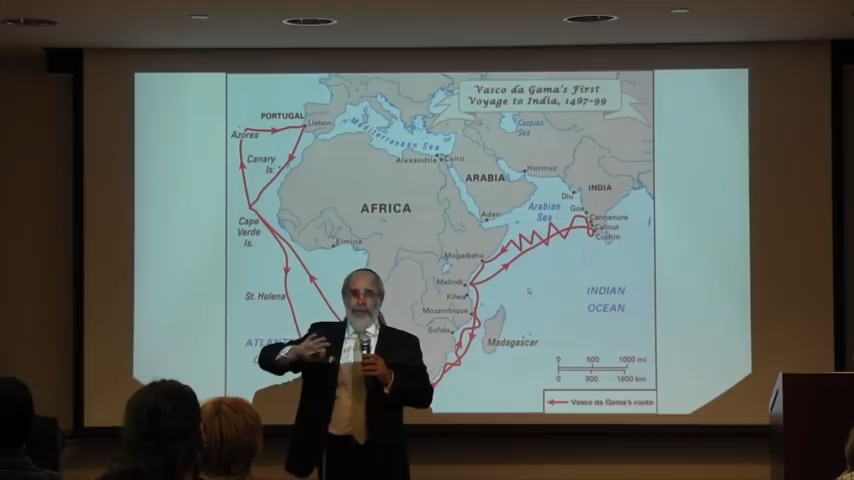 Vasco da Gama's First
Voyage to India, 1497-99
PORTUGAL
Lisbon
Azores
Mediterranean Sea
Caspian
Sea
Canary
Is.
Alexandria
Cairo
Hormuz
ARABIA
INDIA
Diu
Goa
AFRICA
Arabian
Sea
Aden
Cannanore
Calicut
Cochin
Cape
Verde
Is.
Elmina
Mogadishu
Malindi
Kilwa
St. Helena
INDIAN
OCEAN
Mozambique
Sofala
Madagascar
0 500 1000 mi
0 800 1600 km
Vasco da Gama's route